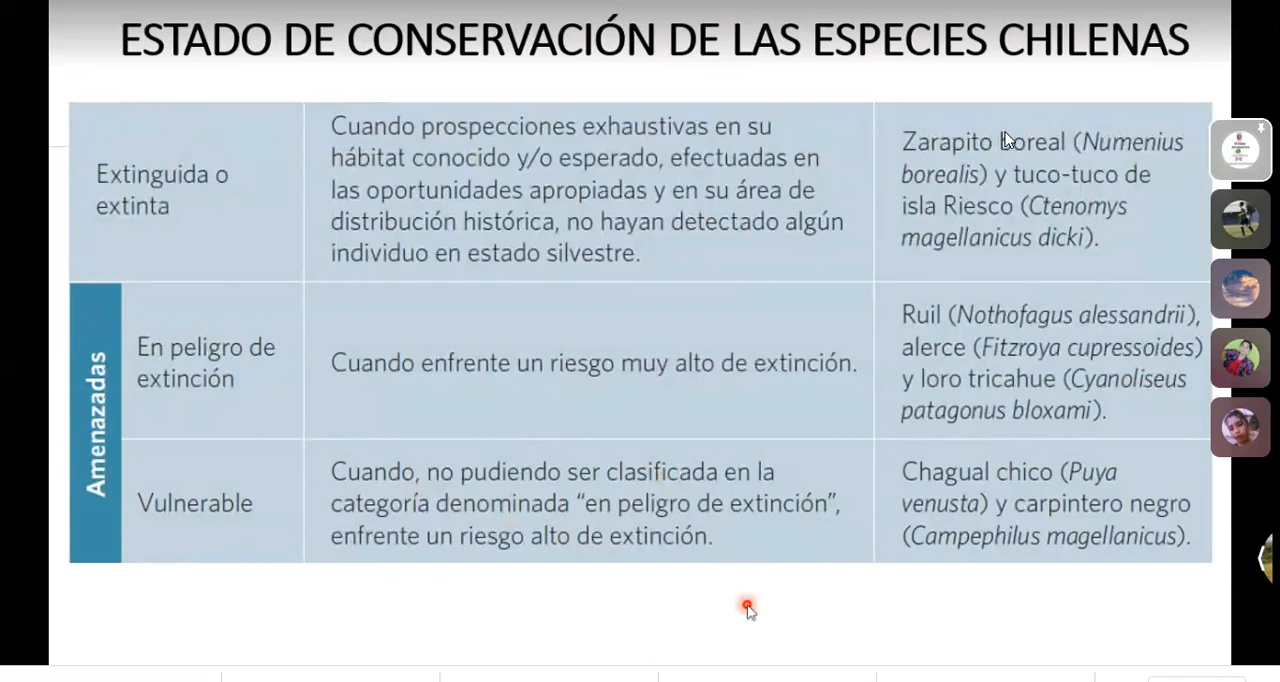 ESTADO DE CONSERVACIÓN DE LAS ESPECIES CHILENAS
Extinguida o
extinta
Cuando prospecciones exhaustivas en su
hábitat conocido y/o esperado, efectuadas en
las oportunidades apropiadas y en su área de
distribución histórica, no hayan detectado algún
individuo en estado silvestre.
Zarapito boreal (Numenius
borealis) y tuco-tuco de
isla Riesco (Ctenomys
magellanicus dicki).
Amenazadas
En peligro de
extinción
Cuando enfrente un riesgo muy alto de extinción.
Ruil (Nothofagus alessandrii),
alerce (Fitzroya cupressoides)
y loro tricahue (Cyanoliseus
patagonus bloxami).
Vulnerable
Cuando, no pudiendo ser clasificada en la
categoría denominada “en peligro de extinción”,
enfrente un riesgo alto de extinción.
Chagual chico (Puya
venusta) y carpintero negro
(Campephilus magellanicus).